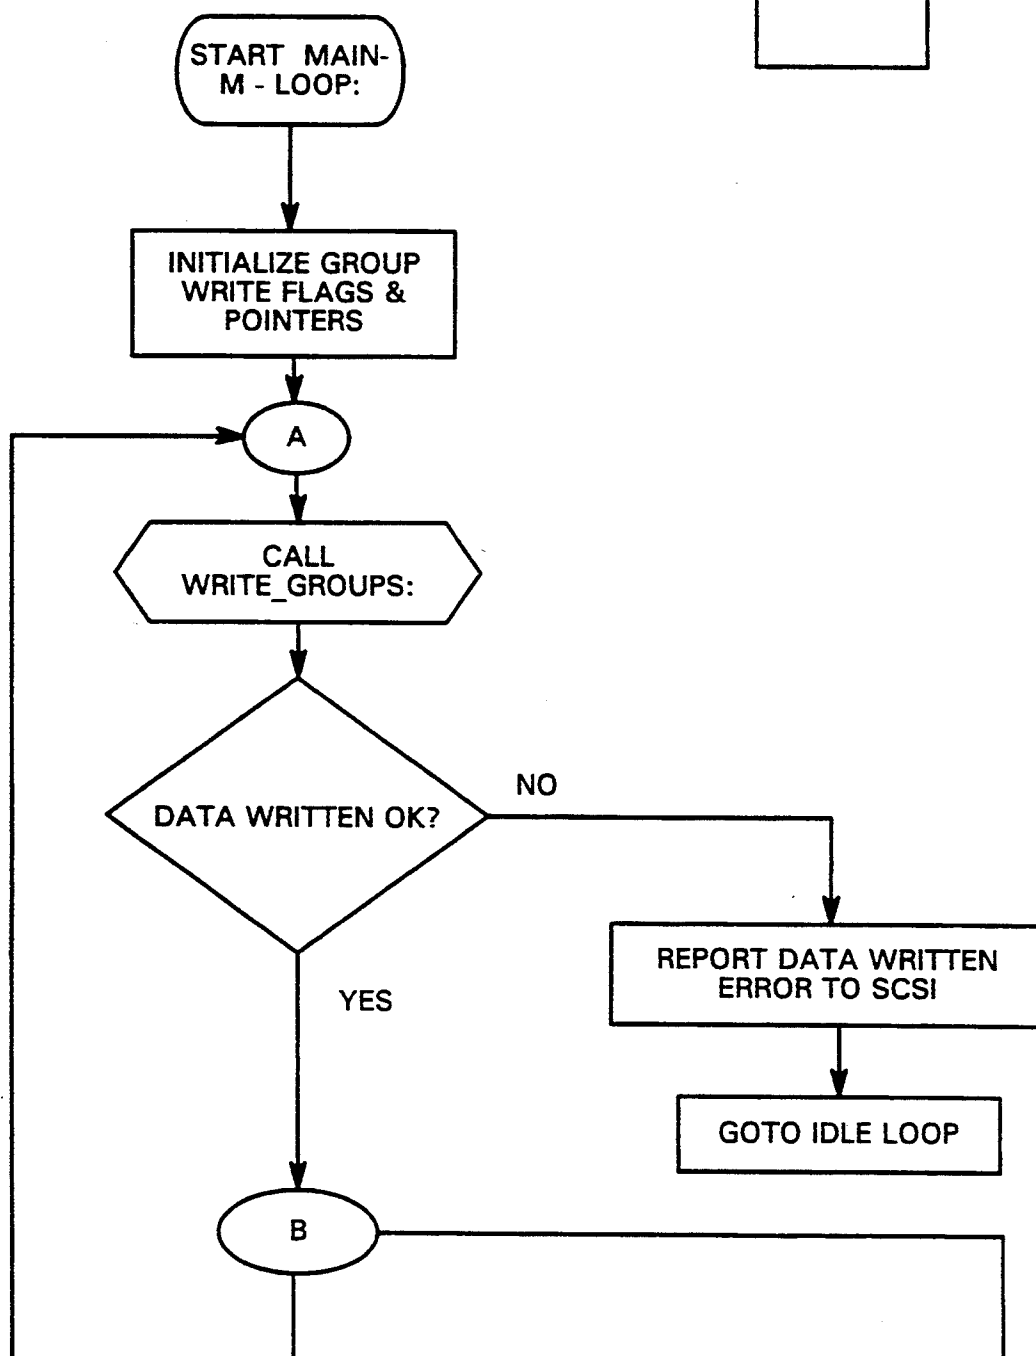 START MAIN-
M - LOOP:
INITIALIZE GROUP
WRITE FLAGS &
POINTERS
A
CALL
WRITE_GROUPS:
DATA WRITTEN OK?
NO
YES
REPORT DATA WRITTEN
ERROR TO SCSI
GOTO IDLE LOOP
B